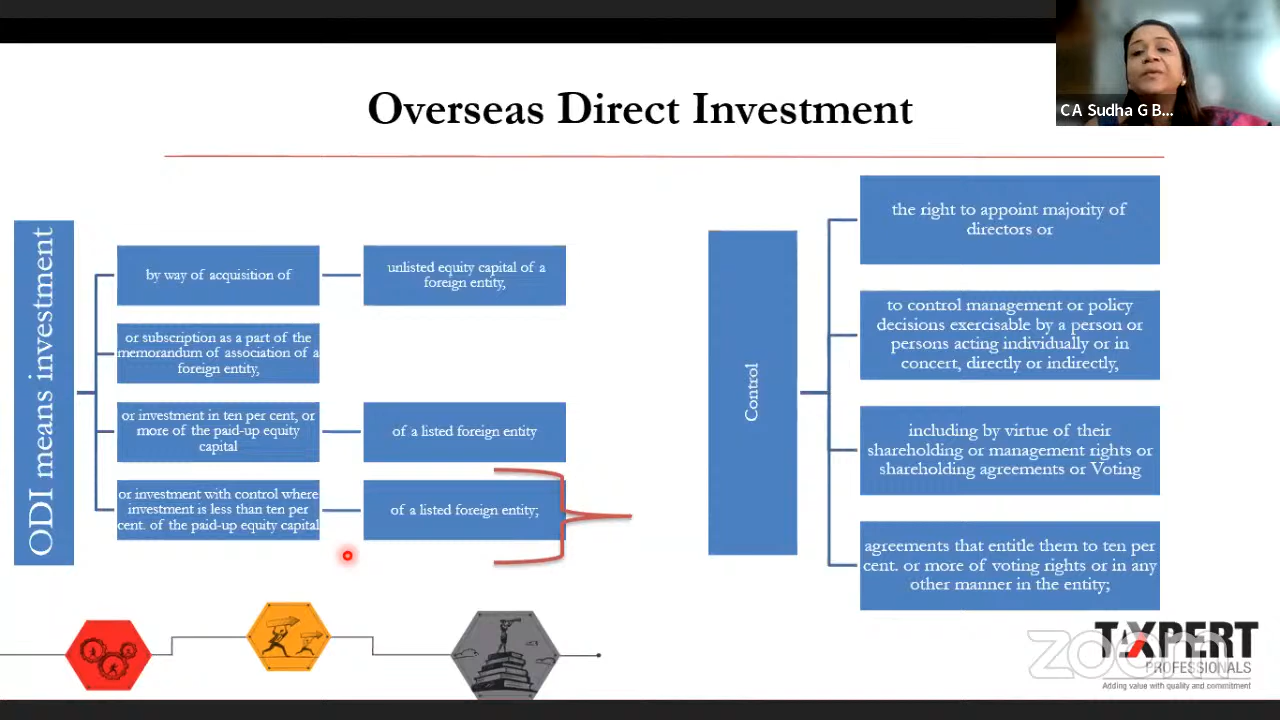 C A Sudha G B...
Overseas Direct Investment
ODI means investment
by way of acquisition of
unlisted equity capital of a
foreign entity,
or subscription as a part of the
memorandum of association of a
foreign entity,
or investment in ten per cent, or
more of the paid-up equity
capital
of a listed foreign entity
or investment with control where
investment is less than ten per
cent. of the paid-up equity capital
of a listed foreign entity;
Control
the right to appoint majority of
directors or
to control management or policy
decisions exercisable by a person or
persons acting individually or in
concert, directly or indirectly,
including by virtue of their
shareholding or management rights or
shareholding agreements or Voting
agreements that entitle them to ten per
cent. or more of voting rights or in any
other manner in the entity;
TAXPERT
PROFESSIONALS
Adding value with quality and commitment
zoom